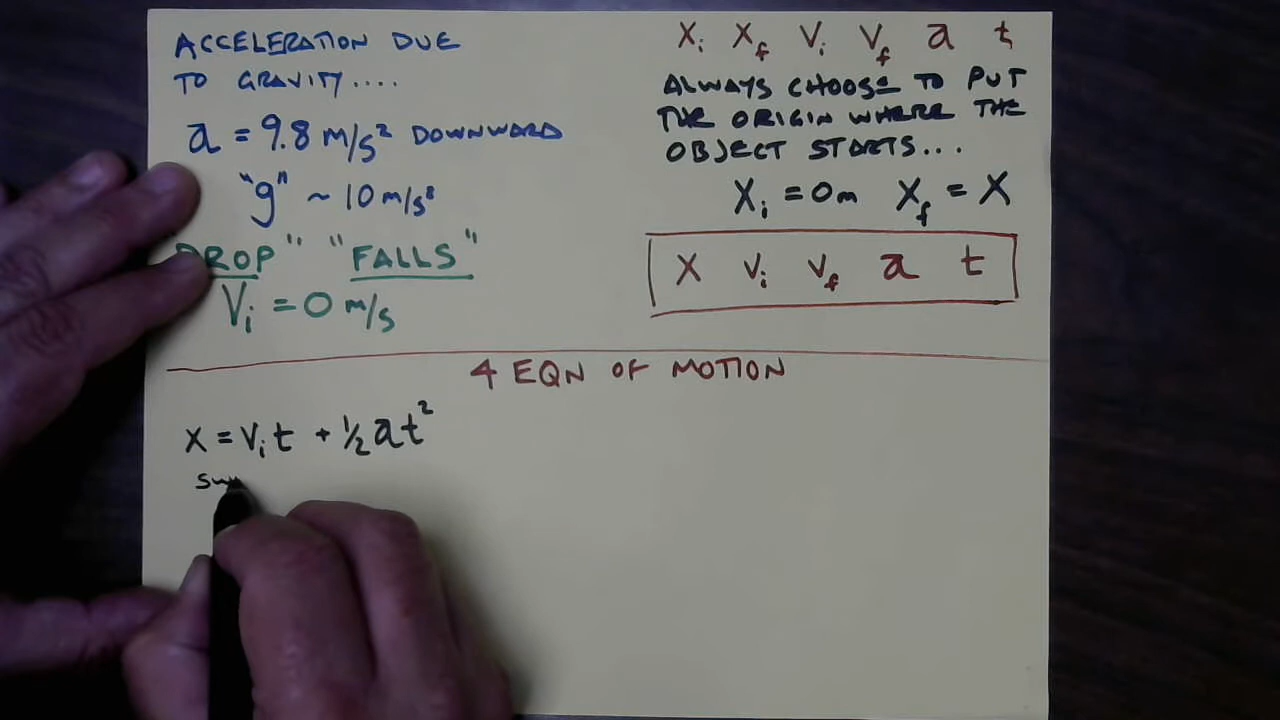 ACCELERATION DUE
TO GRAVITY....
a = 9.8 m/s² DOWNWARD
"g" ~ 10 m/s²
DROP" "FALLS"
Vi = 0 m/s
Xi Xf Vi Vf a t
ALWAYS CHOOSE TO PUT
THE ORIGIN WHERE THE
OBJECT STARTS...
Xi = 0m Xf = X
X Vi Vf a t
4 EQN OF MOTION
x = Vit + ½at²